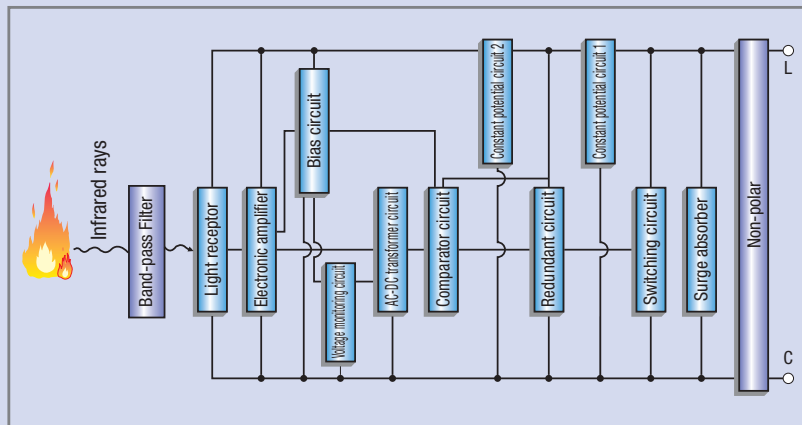 Infrared rays
Band-pass Filter
Light receptor
Electronic amplifier
Bias circuit
Voltage monitoring circuit
AC-DC transformer circuit
Comparator circuit
Constant potential circuit 2
Redundant circuit
Constant potential circuit 1
Switching circuit
Surge absorber
Non-polar
L
C